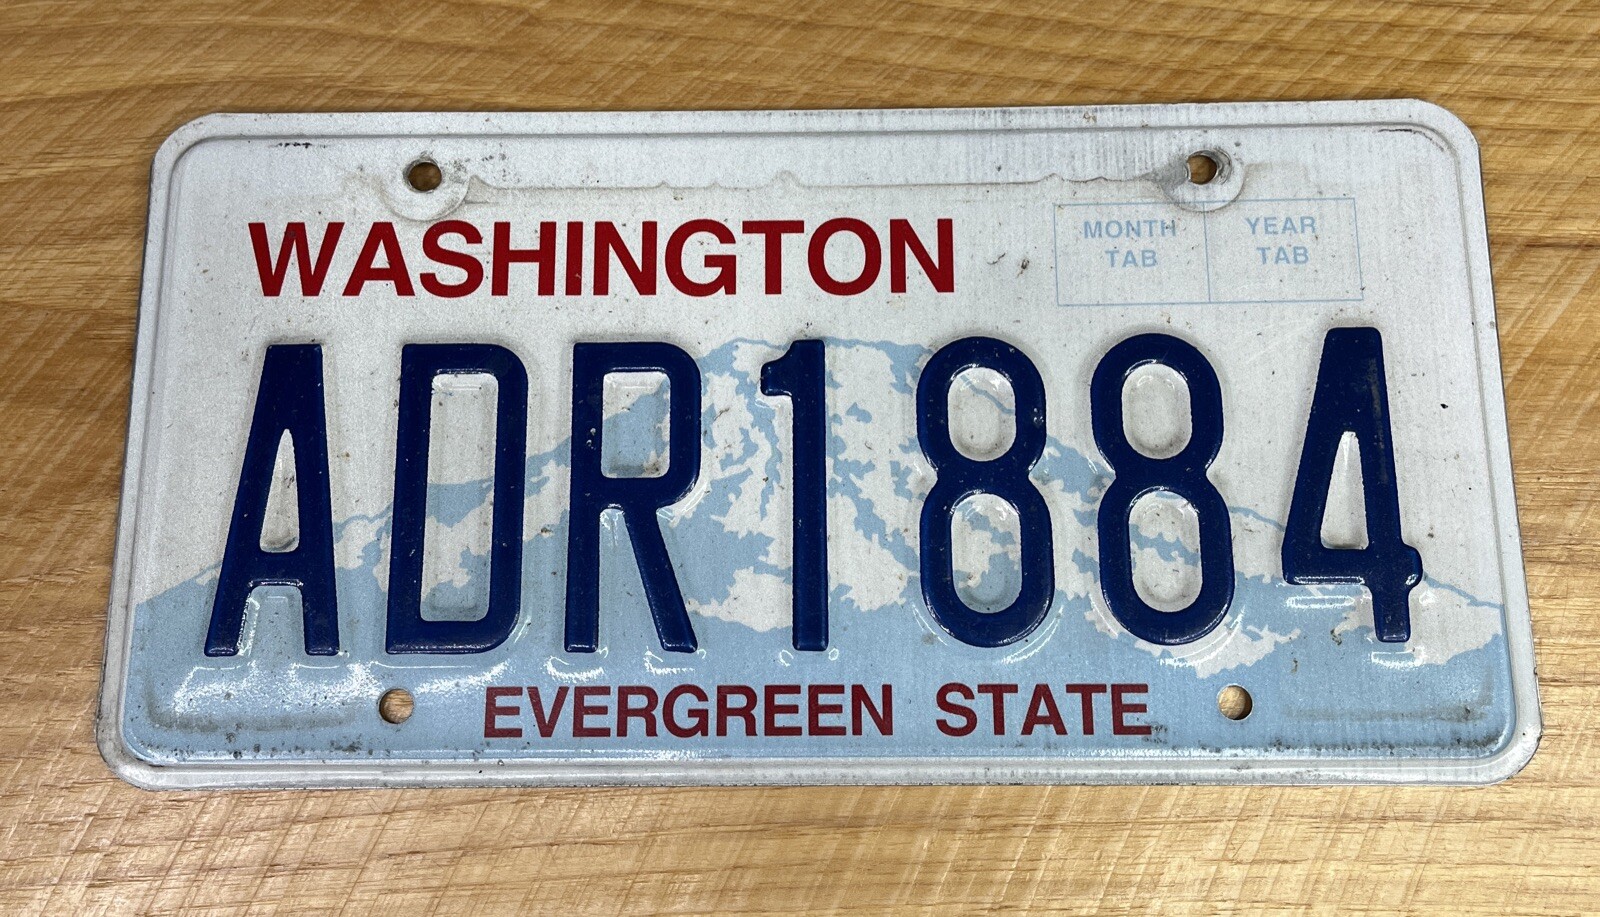 WASHINGTON
MONTH TAB
YEAR TAB
ADR1884
EVERGREEN STATE